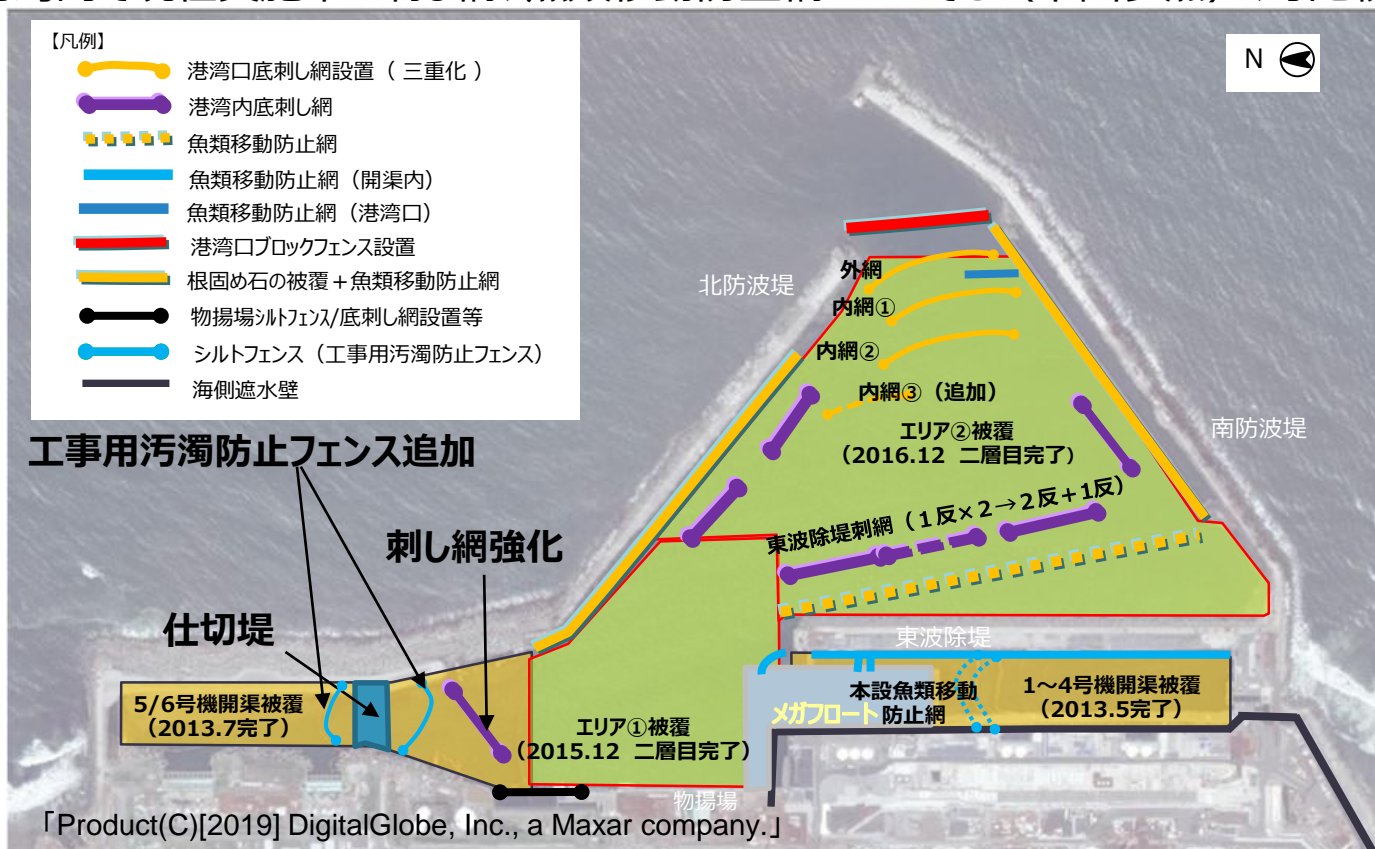 【凡例】
港湾口底刺し網設置（ 三重化 ）
港湾内底刺し網
魚類移動防止網
魚類移動防止網（開渠内）
魚類移動防止網（港湾口）
港湾口ブロックフェンス設置
根固め石の被覆＋魚類移動防止網
物揚場ｼﾙﾄﾌｪﾝｽ/底刺し網設置等
シルトフェンス（工事用汚濁防止フェンス）
海側遮水壁
N
北防波堤
外網
内網①
内網②
内網③（追加）
エリア②被覆
（2016.12 二層目完了）
南防波堤
工事用汚濁防止フェンス追加
刺し網強化
仕切堤
東波除堤刺網（１反×２→２反＋１反）
東波除堤
5/6号機開渠被覆
（2013.7完了）
エリア①被覆
（2015.12 二層目完了）
メガフロート
本設魚類移動
防止網
1～4号機開渠被覆
（2013.5完了）
物揚場
「Product(C)[2019] DigitalGlobe, Inc., a Maxar company.」